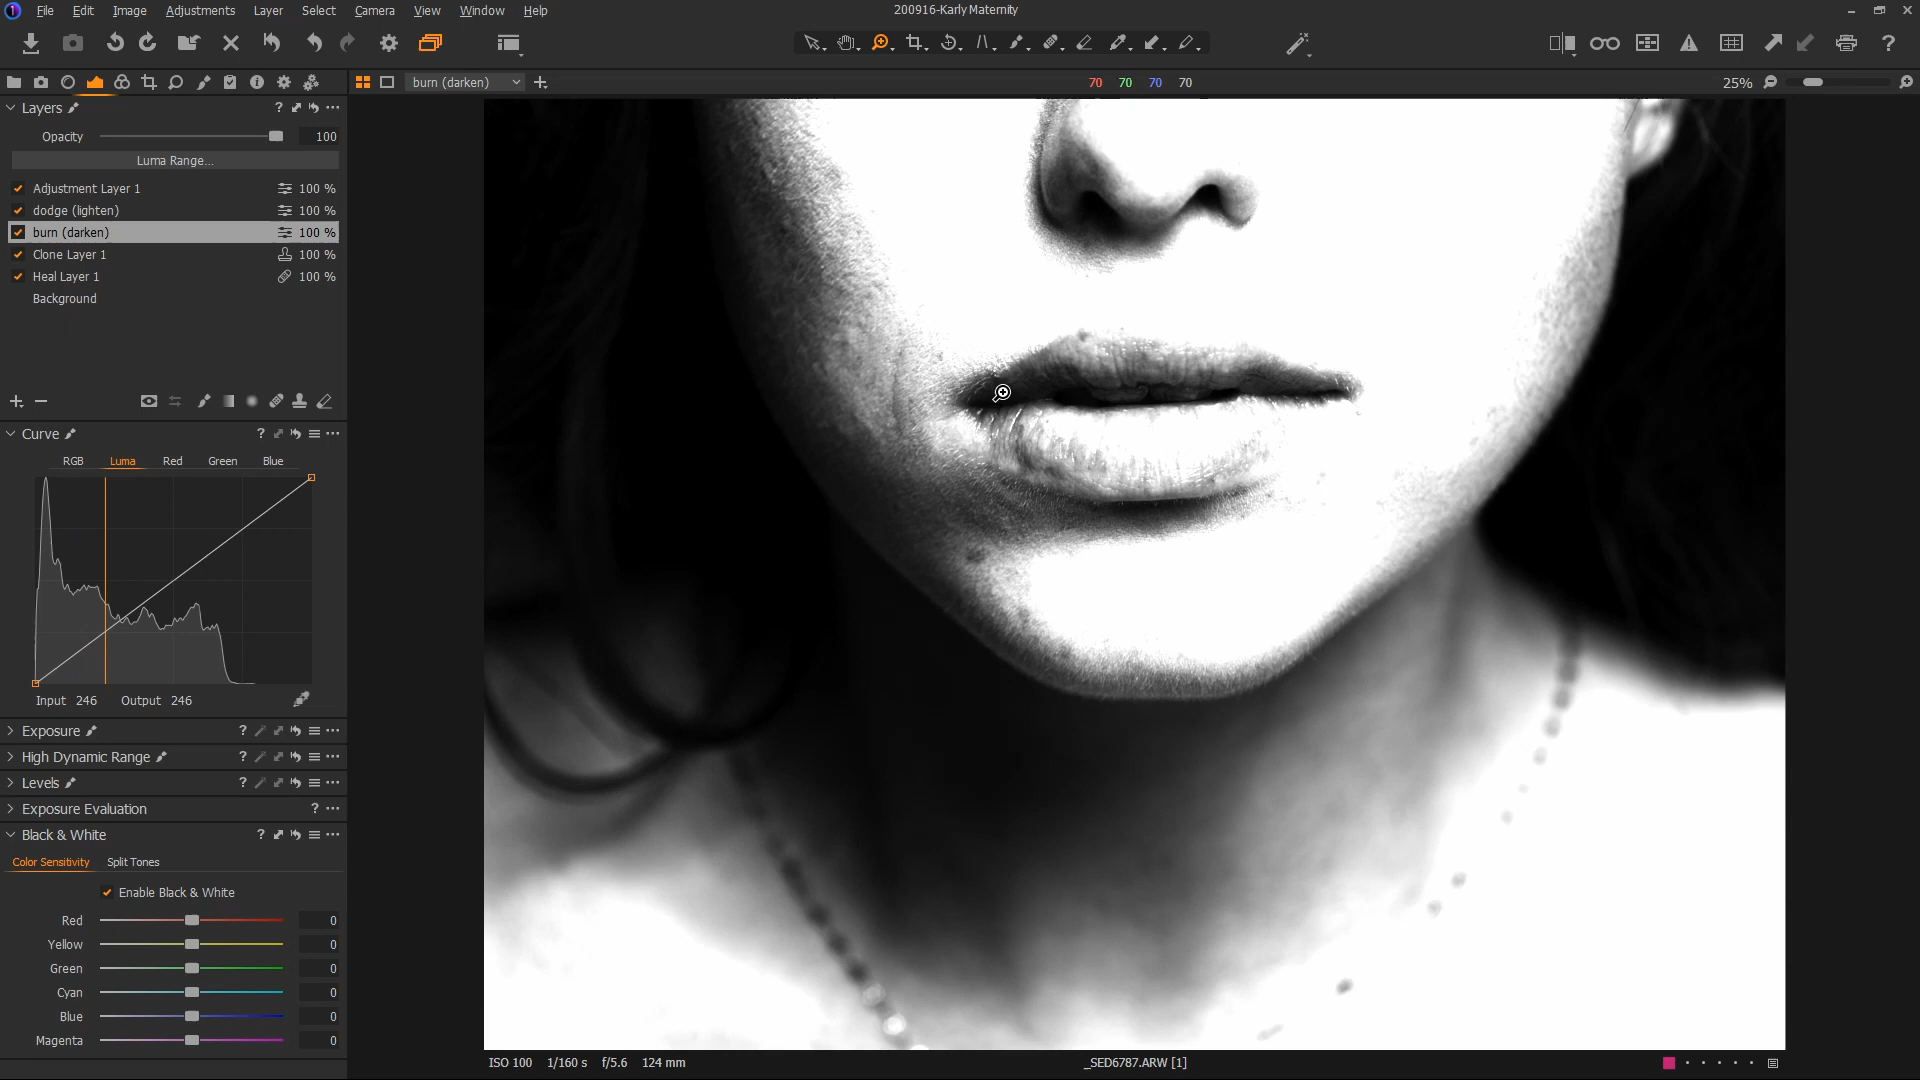 File Edit Image Adjustments Layer Select Camera View Window Help
200916-Karly Maternity
burn (darken)
70 70 70 70
25%
Layers
Opacity 100
Luma Range...
Adjustment Layer 1 100 %
dodge (lighten) 100 %
burn (darken) 100 %
Clone Layer 1 100 %
Heal Layer 1 100 %
Background
Curve
RGB Luma Red Green Blue
Input 246 Output 246
Exposure
High Dynamic Range
Levels
Exposure Evaluation
Black & White
Color Sensitivity Split Tones
Enable Black & White
Red 0
Yellow 0
Green 0
Cyan 0
Blue 0
Magenta 0
ISO 100 1/160 s f/5.6 124 mm
_SED6787.ARW [1]